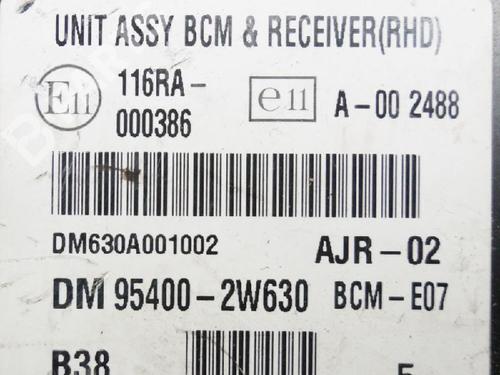 UNIT ASSY BCM & RECEIVER(RHD)
E11 116RA-000386 e11 A-00 2488
DM630A001002 AJR-02
DM 95400-2W630 BCM-E07
B38